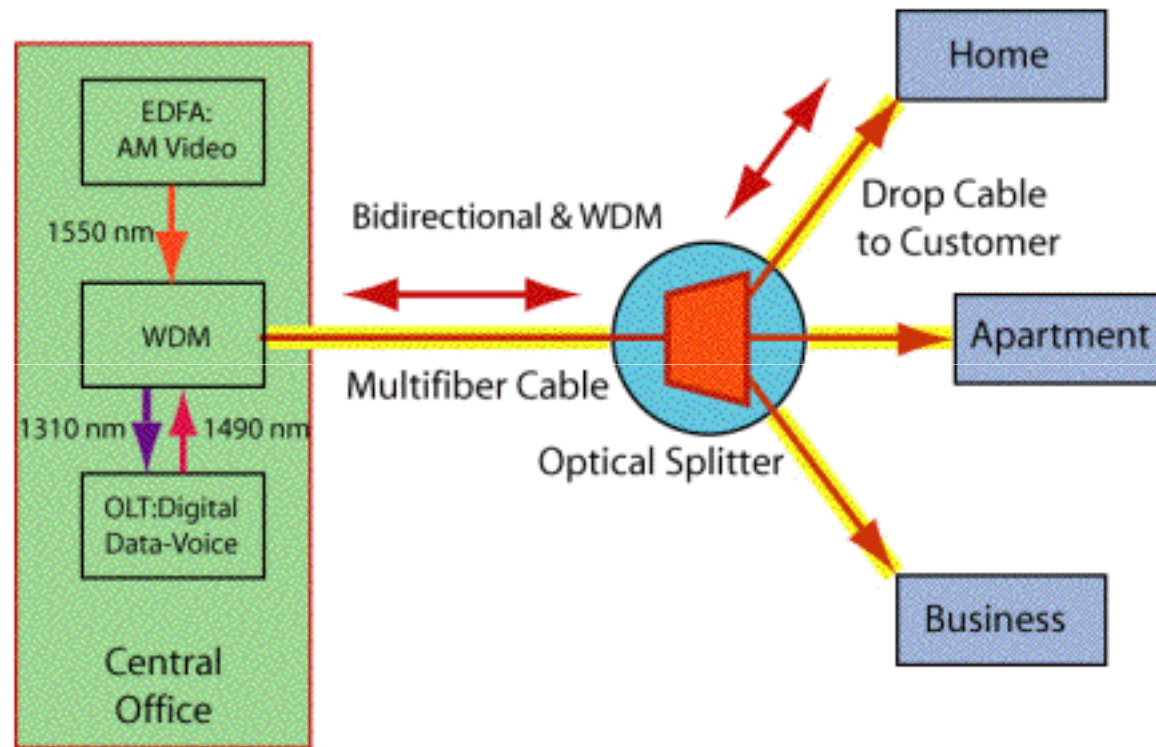 EDFA:
AM Video
1550 nm
WDM
1310 nm
1490 nm
OLT:Digital
Data-Voice
Central
Office
Bidirectional & WDM
Multifiber Cable
Optical Splitter
Home
Drop Cable
to Customer
Apartment
Business